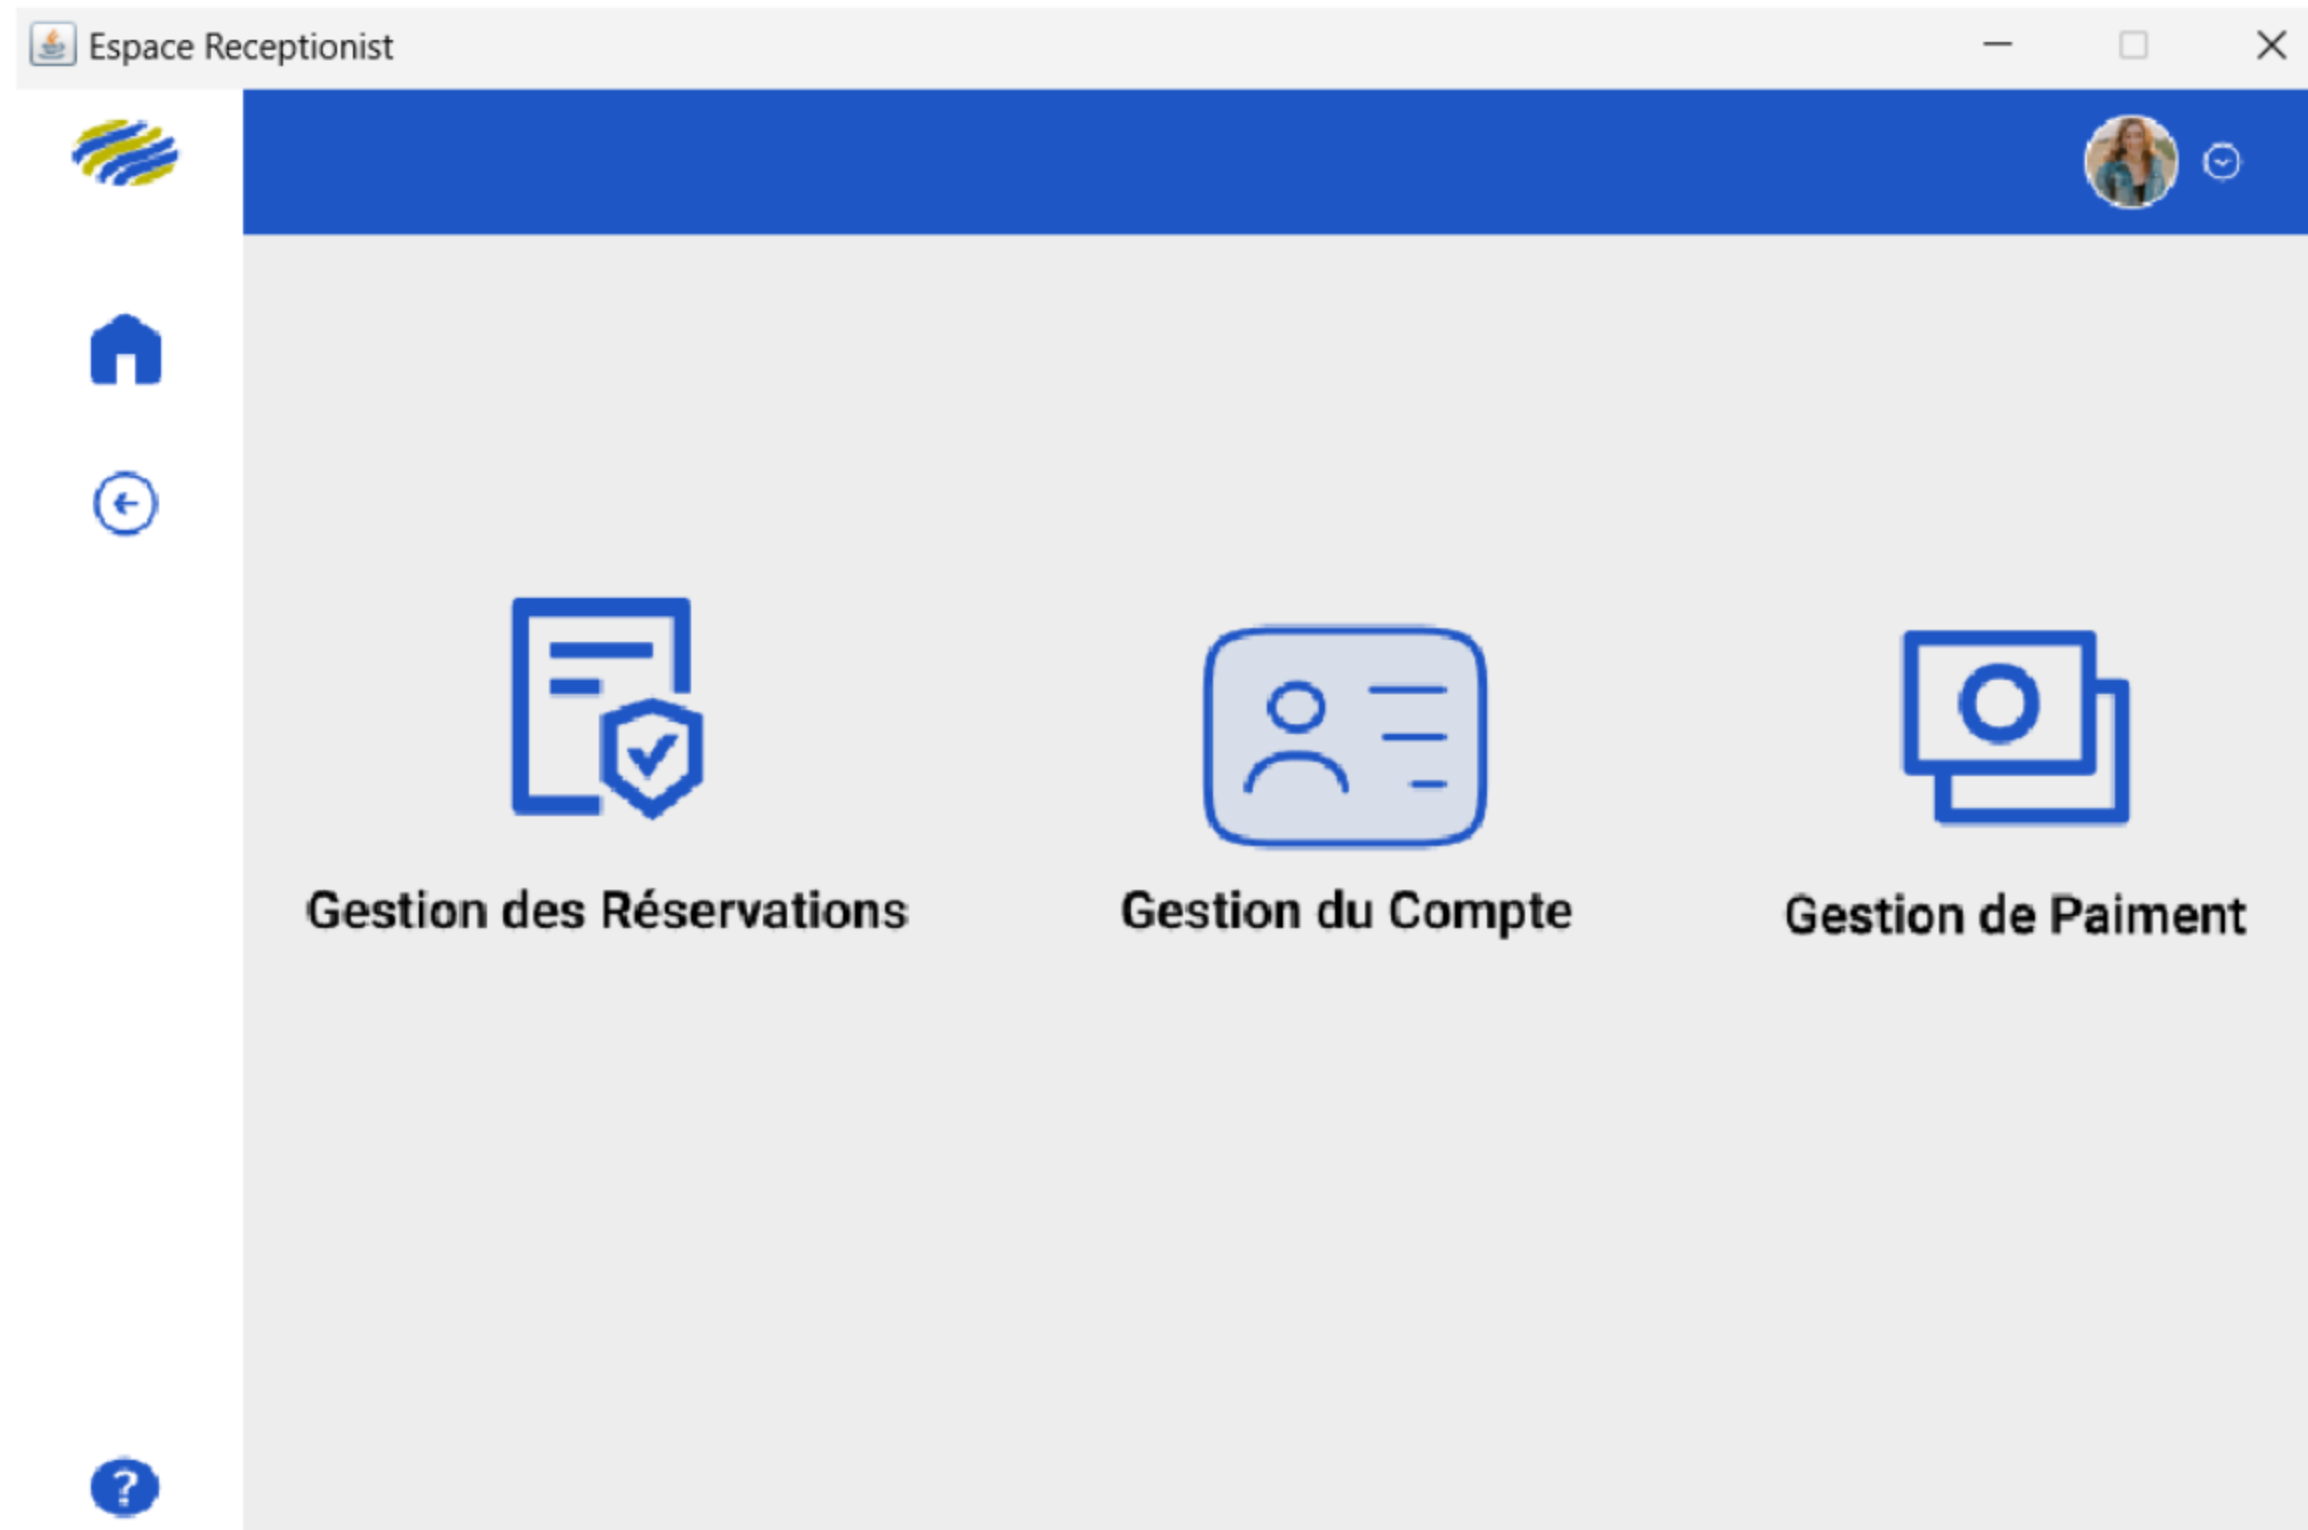 Espace Receptionist
Gestion des Réservations
Gestion du Compte
Gestion de Paiment
?